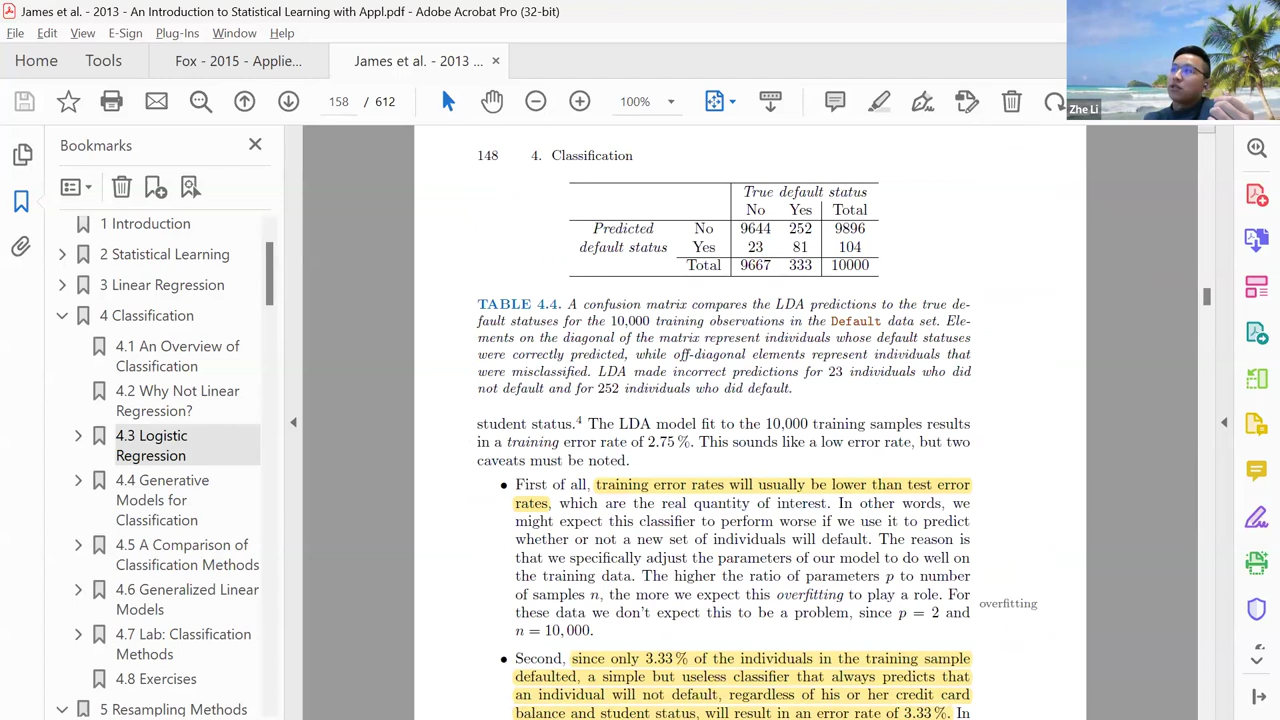 James et al. - 2013 - An Introduction to Statistical Learning with Appl.pdf - Adobe Acrobat Pro (32-bit)
File Edit View E-Sign Plug-Ins Window Help
Home Tools Fox - 2015 - Applie... James et al. - 2013 ... ×
158 / 612 100%
Zhe Li
Bookmarks
1 Introduction
2 Statistical Learning
3 Linear Regression
4 Classification
4.1 An Overview of
Classification
4.2 Why Not Linear
Regression?
4.3 Logistic
Regression
4.4 Generative
Models for
Classification
4.5 A Comparison of
Classification Methods
4.6 Generalized Linear
Models
4.7 Lab: Classification
Methods
4.8 Exercises
5 Resampling Methods
148 4. Classification
True default status
No Yes Total
Predicted No 9644 252 9896
default status Yes 23 81 104
Total 9667 333 10000
TABLE 4.4. A confusion matrix compares the LDA predictions to the true de-
fault statuses for the 10,000 training observations in the Default data set. Ele-
ments on the diagonal of the matrix represent individuals whose default statuses
were correctly predicted, while off-diagonal elements represent individuals that
were misclassified. LDA made incorrect predictions for 23 individuals who did
not default and for 252 individuals who did default.
student status.⁴ The LDA model fit to the 10,000 training samples results
in a training error rate of 2.75 %. This sounds like a low error rate, but two
caveats must be noted.
• First of all, training error rates will usually be lower than test error
rates, which are the real quantity of interest. In other words, we
might expect this classifier to perform worse if we use it to predict
whether or not a new set of individuals will default. The reason is
that we specifically adjust the parameters of our model to do well on
the training data. The higher the ratio of parameters p to number
of samples n, the more we expect this overfitting to play a role. For
these data we don't expect this to be a problem, since p = 2 and
n = 10, 000.
overfitting
• Second, since only 3.33 % of the individuals in the training sample
defaulted, a simple but useless classifier that always predicts that
an individual will not default, regardless of his or her credit card
balance and student status, will result in an error rate of 3.33 %. In